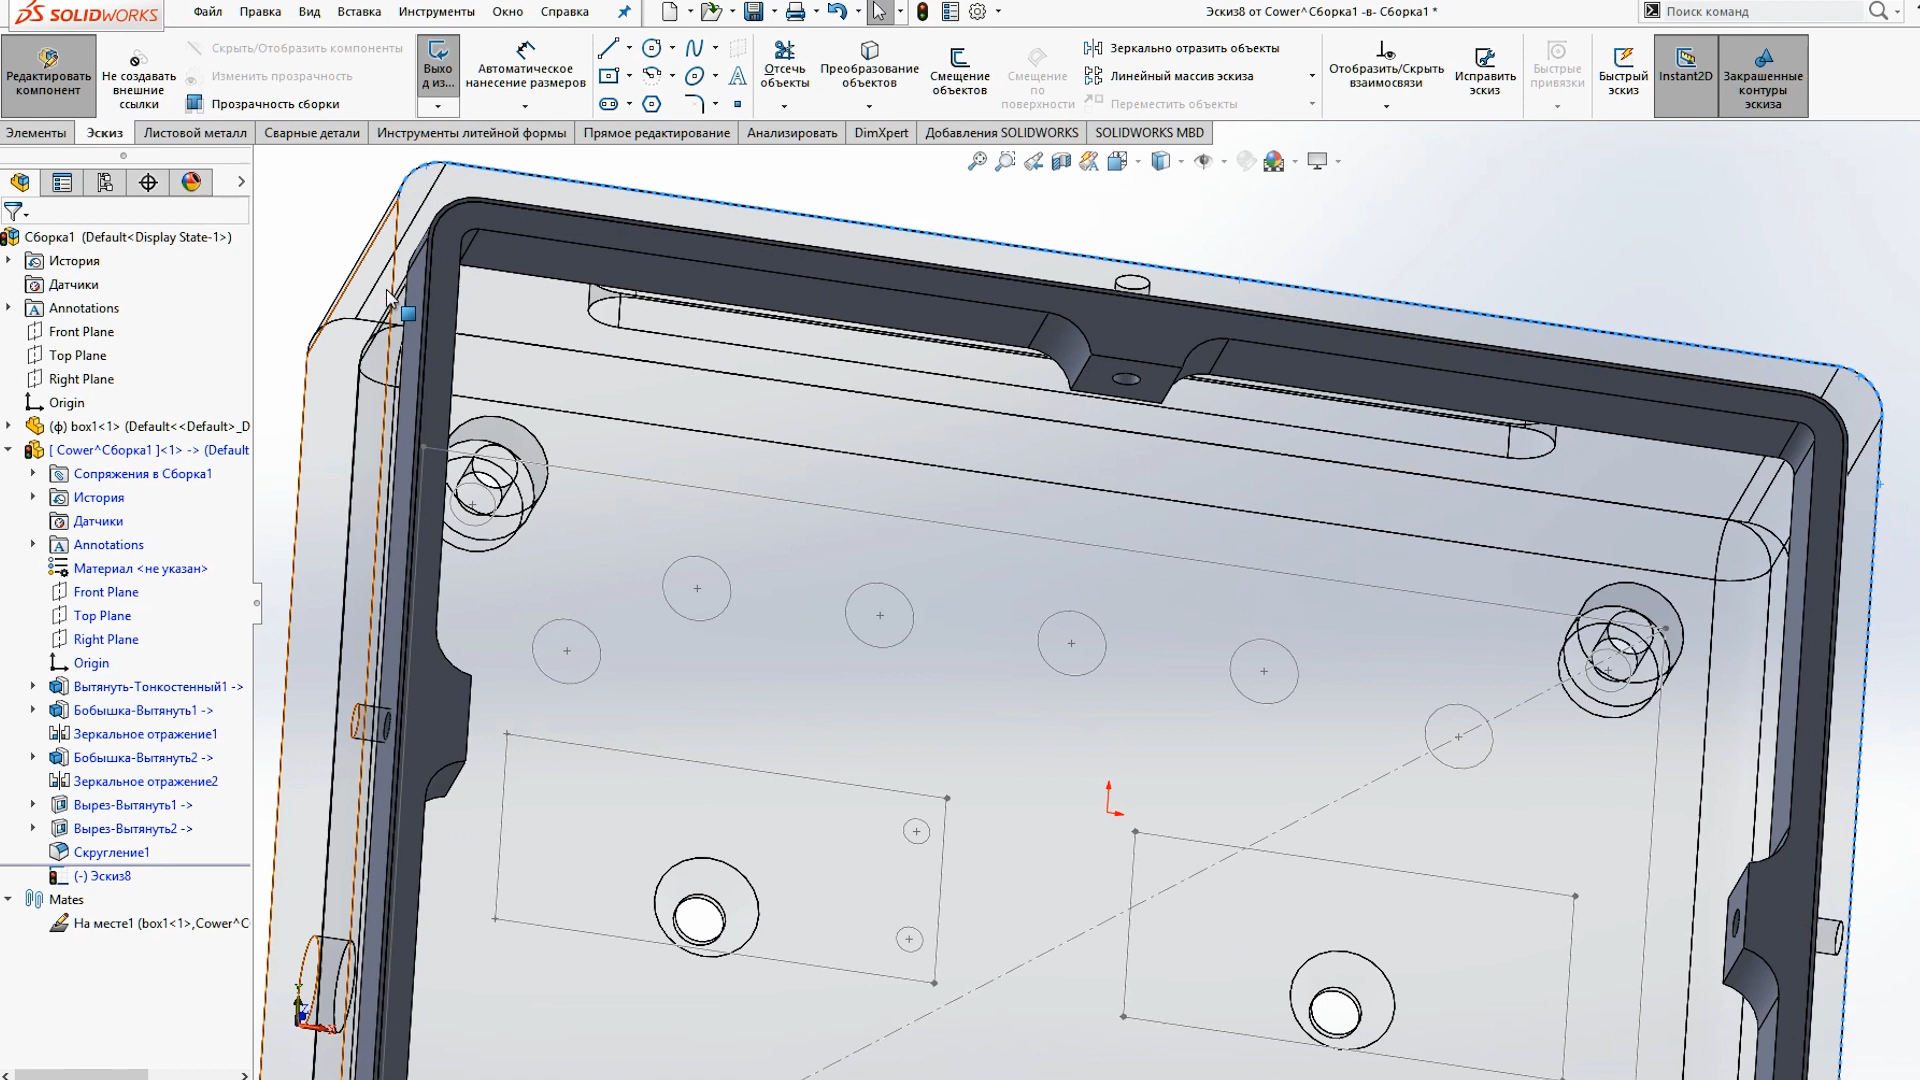 SOLIDWORKS
Файл Правка Вид Вставка Инструменты Окно Справка
Эскиз8 от Cower^Сборка1 -в- Сборка1 *
Поиск команд
Редактировать компонент
Не создавать внешние ссылки
Скрыть/Отобразить компоненты
Изменить прозрачность
Прозрачность сборки
Выхо д из...
Автоматическое нанесение размеров
Отсечь объекты
Преобразование объектов
Смещение объектов
Смещение по поверхности
Зеркально отразить объекты
Линейный массив эскиза
Переместить объекты
Отобразить/Скрыть взаимосвязи
Исправить эскиз
Быстрые привязки
Быстрый эскиз
Instant2D
Закрашенные контуры эскиза
Элементы Эскиз Листовой металл Сварные детали Инструменты литейной формы Прямое редактирование Анализировать DimXpert Добавления SOLIDWORKS SOLIDWORKS MBD
Сборка1 (Default<Display State-1>)
История
Датчики
Annotations
Front Plane
Top Plane
Right Plane
Origin
(ф) box1<1> (Default<<Default>_D
[ Cower^Сборка1 ]<1> -> (Default
Сопряжения в Сборка1
История
Датчики
Annotations
Материал <не указан>
Front Plane
Top Plane
Right Plane
Origin
Вытянуть-Тонкостенный1 ->
Бобышка-Вытянуть1 ->
Зеркальное отражение1
Бобышка-Вытянуть2 ->
Зеркальное отражение2
Вырез-Вытянуть1 ->
Вырез-Вытянуть2 ->
Скругление1
(-) Эскиз8
Mates
На месте1 (box1<1>,Cower^C